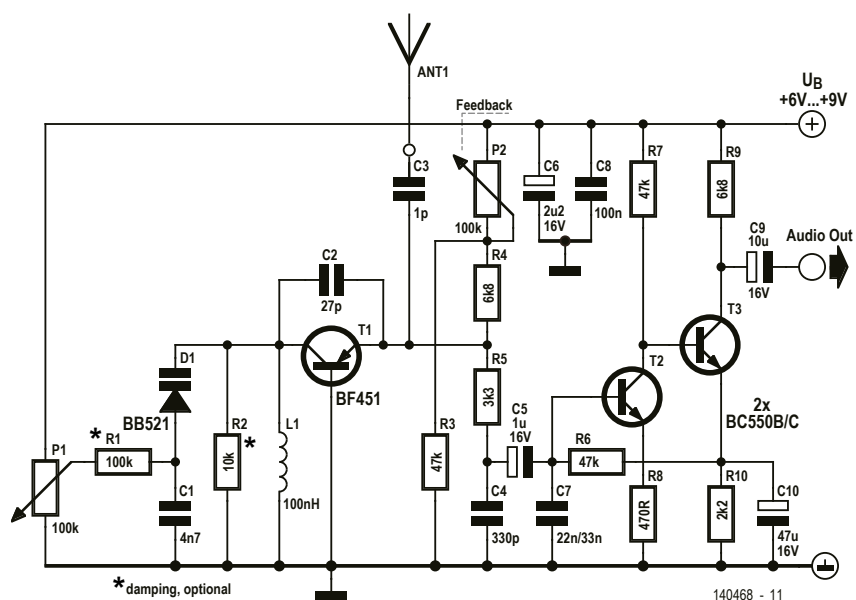 ANT1
U_B
+6V...+9V
Feedback
P2
100k
C3
1p
C6
2u2
16V
C8
100n
R7
47k
R9
6k8
C9
10u
16V
Audio Out
C2
27p
R4
6k8
T1
T3
D1
BB521
BF451
R5
3k3
T2
2x
BC550B/C
C5
1u
16V
P1
100k
*
R1
100k
R2
*
10k
L1
100nH
R3
47k
R6
47k
C1
4n7
C4
330p
C7
22n/33n
R8
470R
R10
2k2
C10
47u
16V
*damping, optional
140468 - 11